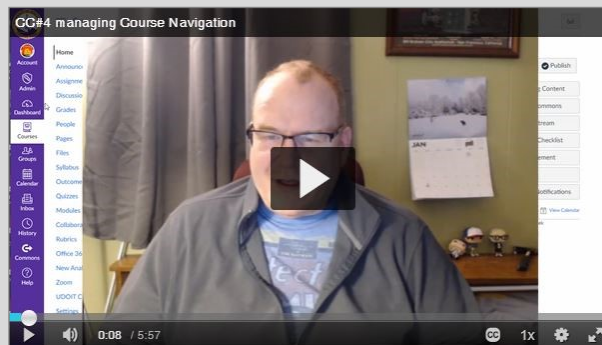 CC#4 managing Course Navigation
Account
Admin
Dashboard
Courses
Groups
Calendar
Inbox
History
Commons
Help
Home
Announc
Assignme
Discussio
Grades
People
Pages
Files
Syllabus
Outcome
Quizzes
Modules
Collabora
Rubrics
Office 36
New Ana
Zoom
UDOIT C
Settings
JAN
Publish
g Content
ommons
tream
Checklist
ement
Notifications
View Calendar
0:08 / 5:57
CC
1x